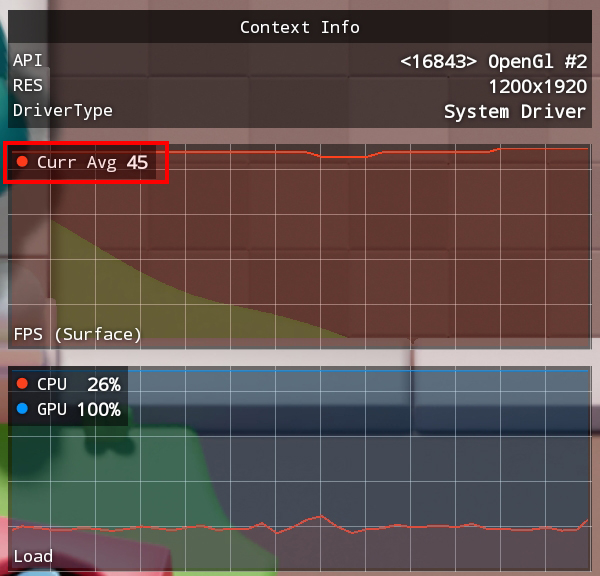 Context Info
API <16843> OpenGl #2
RES 1200x1920
DriverType System Driver
Curr Avg 45
FPS (Surface)
CPU 26%
GPU 100%
Load